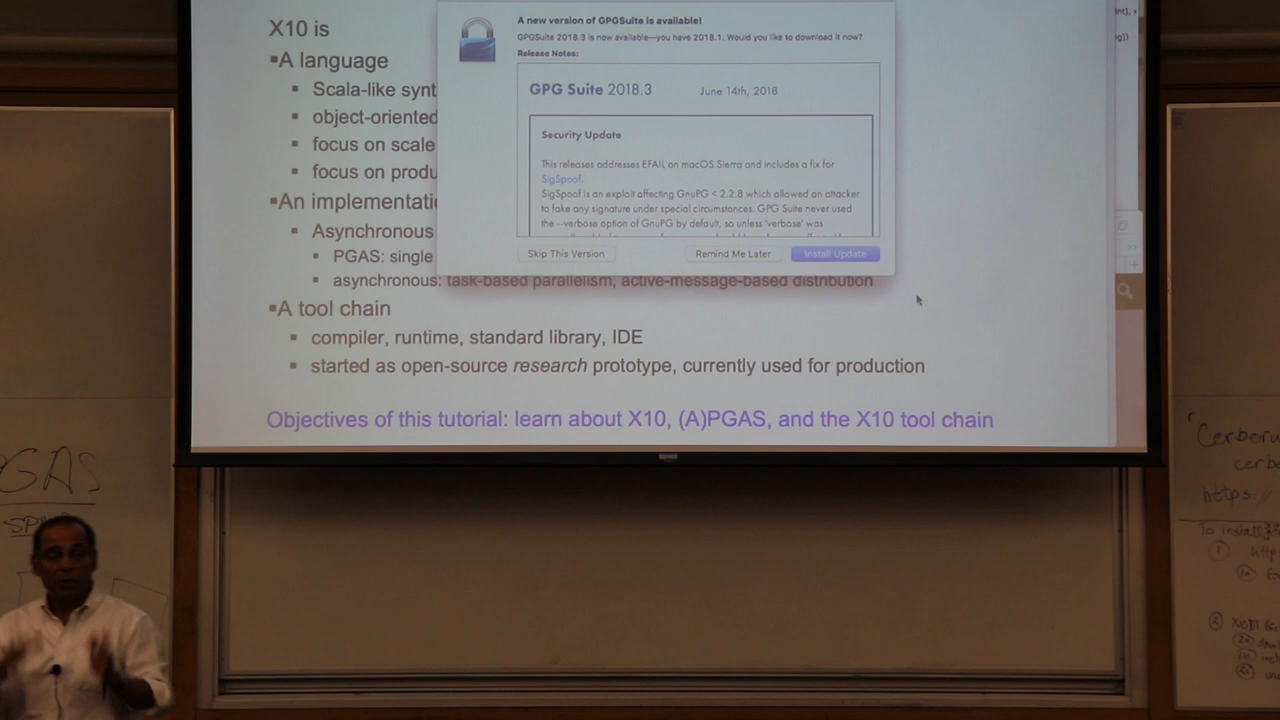 X10 is
▪A language
▪ Scala-like synt
▪ object-oriented
▪ focus on scale
▪ focus on produ
▪An implementati
▪ Asynchronous
▪ PGAS: single
▪ asynchronous: task-based parallelism, active-message-based distribution
▪A tool chain
▪ compiler, runtime, standard library, IDE
▪ started as open-source research prototype, currently used for production
Objectives of this tutorial: learn about X10, (A)PGAS, and the X10 tool chain
A new version of GPGSuite is available!
GPGSuite 2018.3 is now available—you have 2018.1. Would you like to download it now?
Release Notes:
GPG Suite 2018.3 June 14th, 2018
Security Update
This releases addresses EFAIL on macOS Sierra and includes a fix for
SigSpoof.
SigSpoof is an exploit affecting GnuPG < 2.2.8 which allowed an attacker
to fake any signature under special circumstances. GPG Suite never used
the --verbose option of GnuPG by default, so unless 'verbose' was
Skip This Version Remind Me Later Install Update
PGAS
"Cerberu
cerb
https://
To install
① http
②